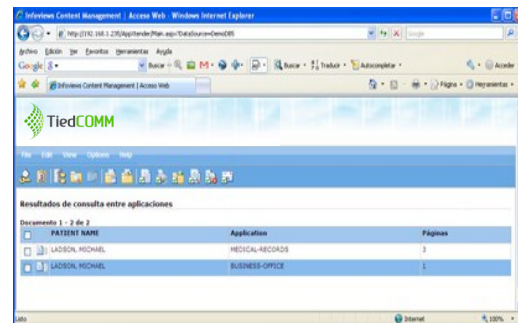 Infoviews Content Management | Access Web - Windows Internet Explorer
http://192.168.1.235/AppXtender/Main.aspx?DataSource=DemoDBS
Google
Archivo Edición Ver Favoritos Herramientas Ayuda
Google Buscar Buscar Traducir Autocompletar Acceder
Infoviews Content Management | Access Web Página Herramientas
TiedCOMM
File Edit View Options Help
Resultados de consulta entre aplicaciones
Documento 1 - 2 de 2
PATIENT NAME Application Páginas
LADSON, MICHAEL MEDICAL-RECORDS 3
LADSON, MICHAEL BUSINESS-OFFICE 1
Listo Internet 100%